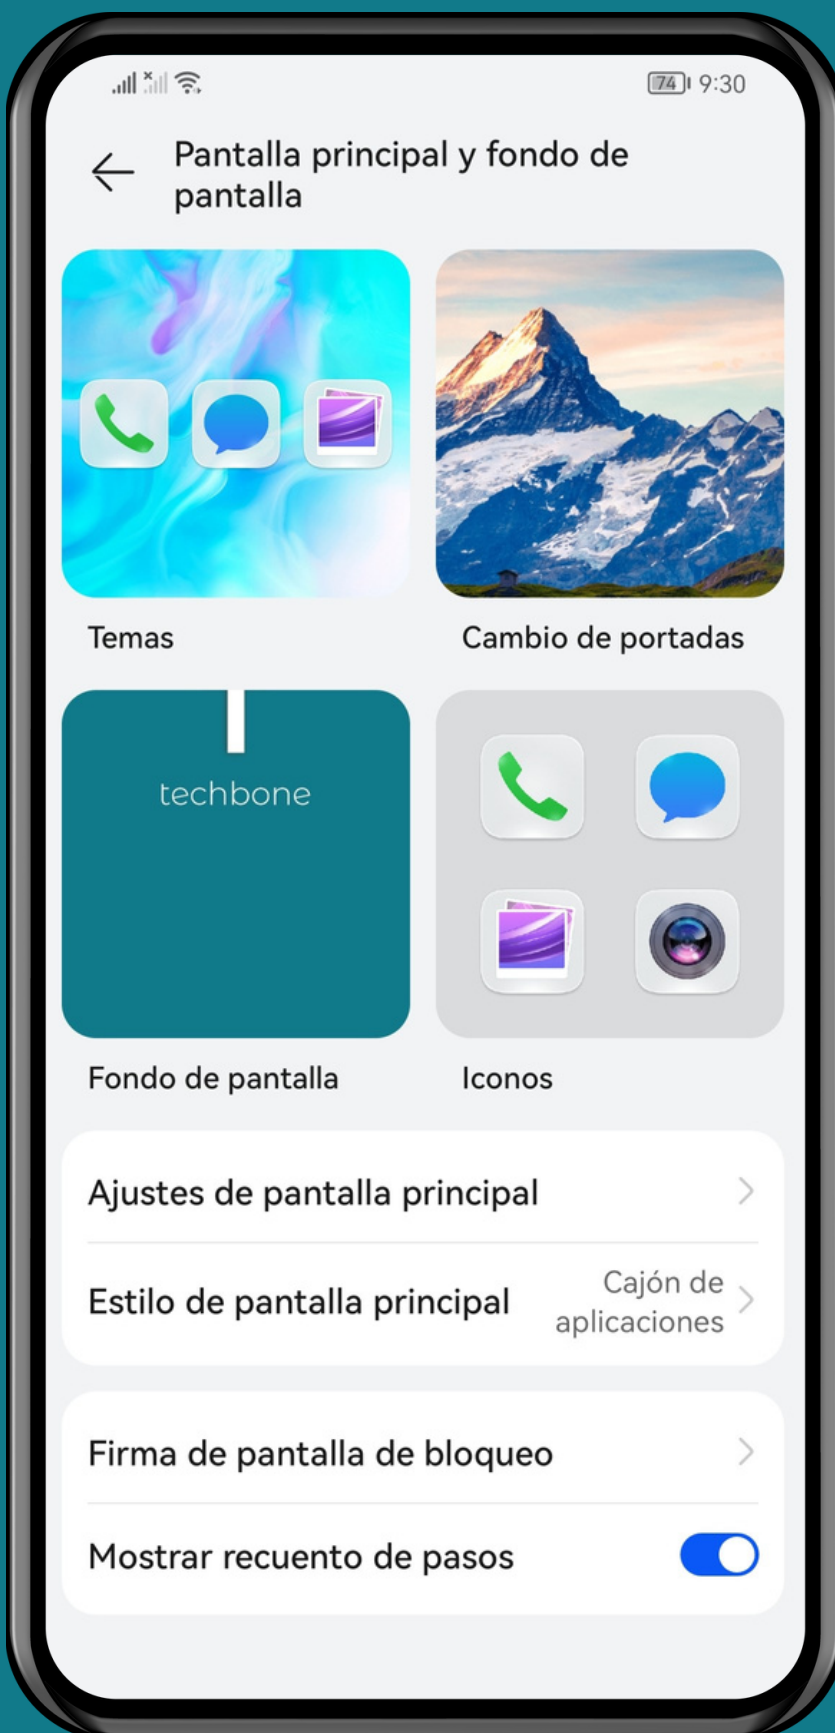 74 9:30
Pantalla principal y fondo de
pantalla
Temas
Cambio de portadas
techbone
Fondo de pantalla
Iconos
Ajustes de pantalla principal
Estilo de pantalla principal
Cajón de
aplicaciones
Firma de pantalla de bloqueo
Mostrar recuento de pasos